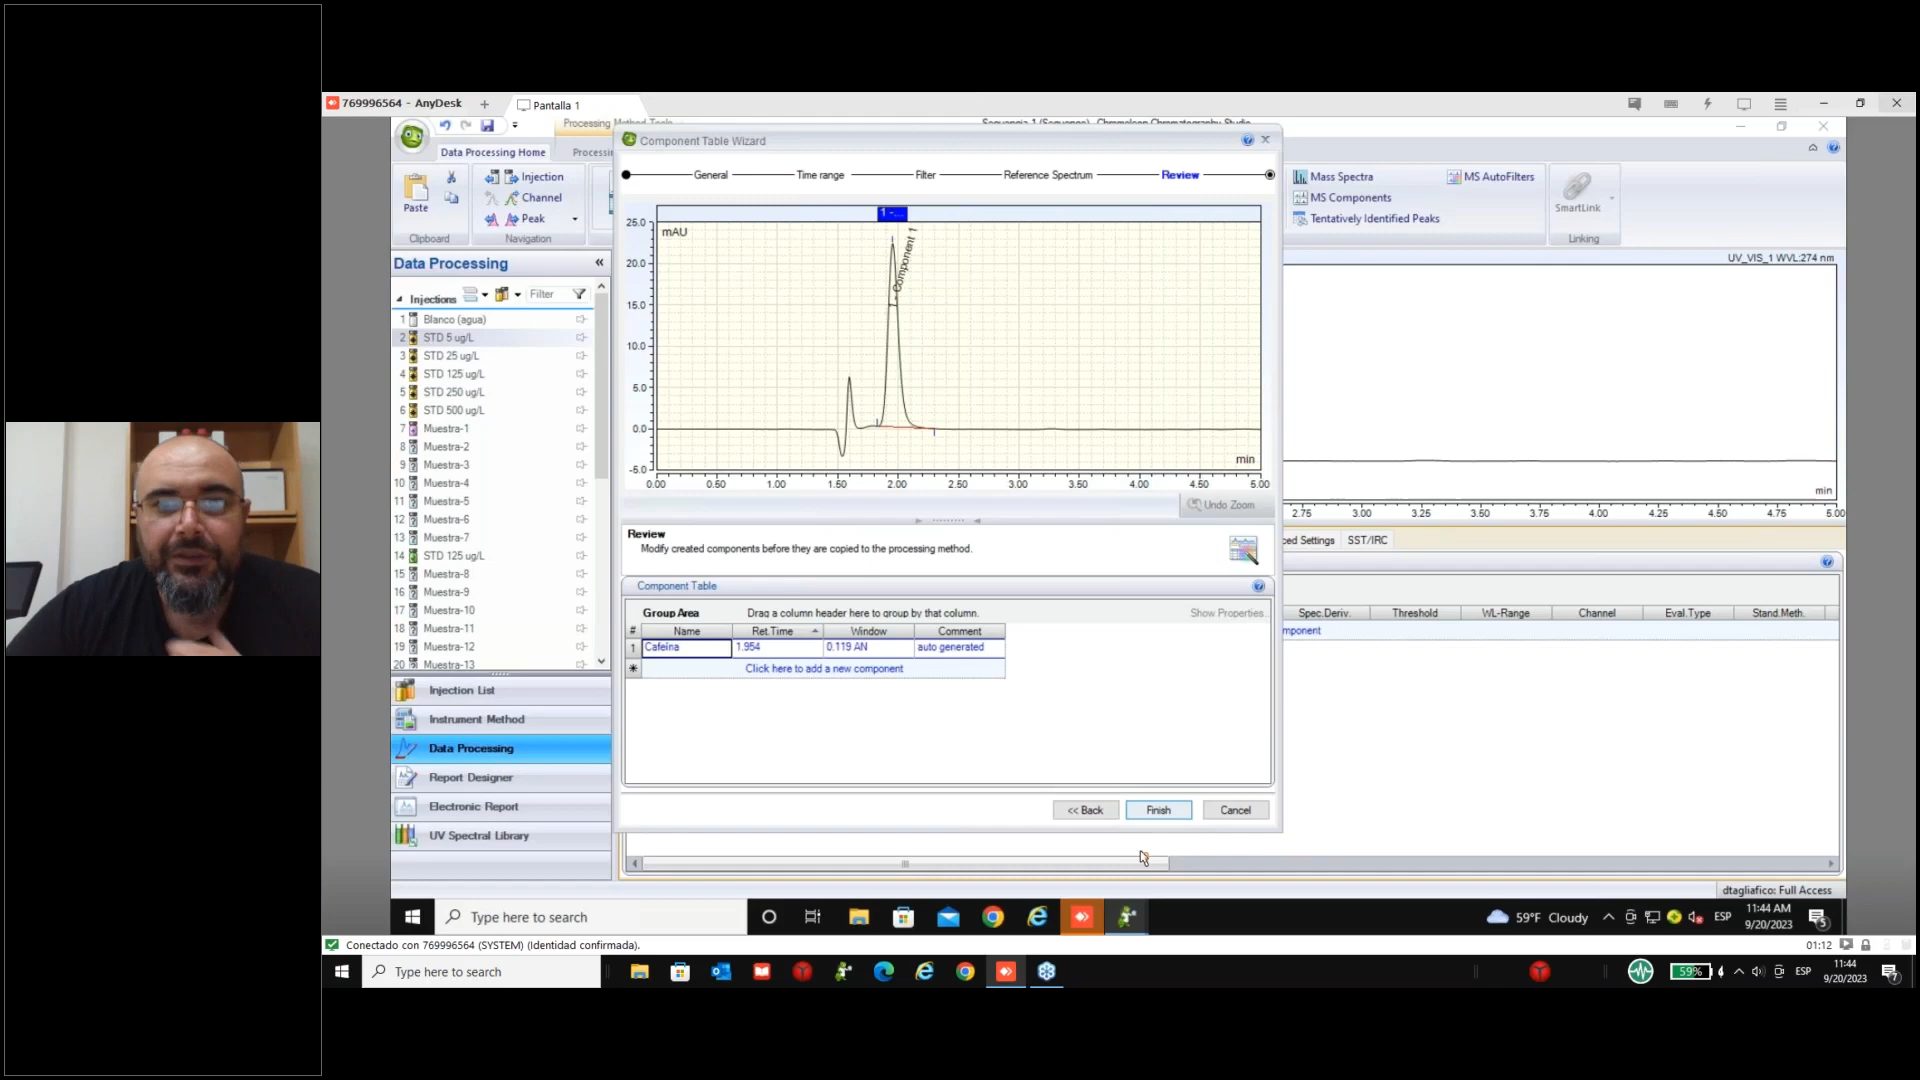 769996564 - AnyDesk
Pantalla 1
Processing Method Tools
Sequencia 1 (Sequence) - Chromeleon Chromatography Studio
Data Processing Home
Paste
Clipboard
Injection
Channel
Peak
Navigation
Component Table Wizard
General
Time range
Filter
Reference Spectrum
Review
Mass Spectra
MS AutoFilters
MS Components
Tentatively Identified Peaks
SmartLink
Linking
Data Processing
Injections
Filter
1 Blanco (agua)
2 STD 5 ug/L
3 STD 25 ug/L
4 STD 125 ug/L
5 STD 250 ug/L
6 STD 500 ug/L
7 Muestra-1
8 Muestra-2
9 Muestra-3
10 Muestra-4
11 Muestra-5
12 Muestra-6
13 Muestra-7
14 STD 125 ug/L
15 Muestra-8
16 Muestra-9
17 Muestra-10
18 Muestra-11
19 Muestra-12
20 Muestra-13
Injection List
Instrument Method
Data Processing
Report Designer
Electronic Report
UV Spectral Library
1 -...
mAU
1 - Component 1
25.0
20.0
15.0
10.0
5.0
0.0
-5.0
min
0.00 0.50 1.00 1.50 2.00 2.50 3.00 3.50 4.00 4.50 5.00
Undo Zoom
Review
Modify created components before they are copied to the processing method.
Component Table
Group Area Drag a column header here to group by that column. Show Properties
# Name Ret.Time Window Comment
1 Cafeína 1.954 0.119 AN auto generated
Click here to add a new component
<< Back
Finish
Cancel
UV_VIS_1 WVL:274 nm
min
2.75 3.00 3.25 3.50 3.75 4.00 4.25 4.50 4.75 5.00
ced Settings
SST/IRC
Spec.Deriv. Threshold WL-Range Channel Eval.Type Stand.Meth.
mponent
dtagliafico: Full Access
Type here to search
59°F Cloudy
ESP
11:44 AM
9/20/2023
5
Conectado con 769996564 (SYSTEM) (Identidad confirmada).
01:12
Type here to search
59%
ESP
11:44
9/20/2023
7